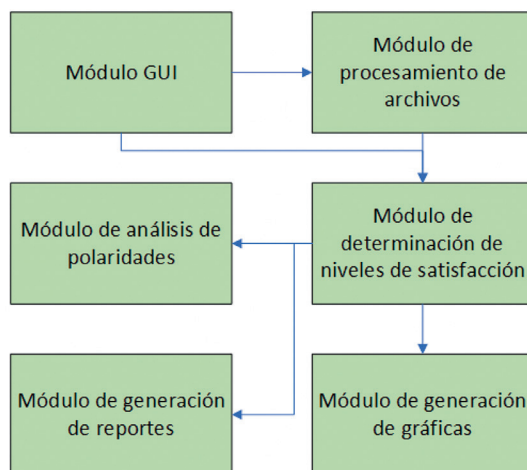 Módulo GUI
Módulo de
procesamiento de
archivos
Módulo de análisis de
polaridades
Módulo de
determinación de
niveles de satisfacción
Módulo de generación
de reportes
Módulo de generación
de gráficas